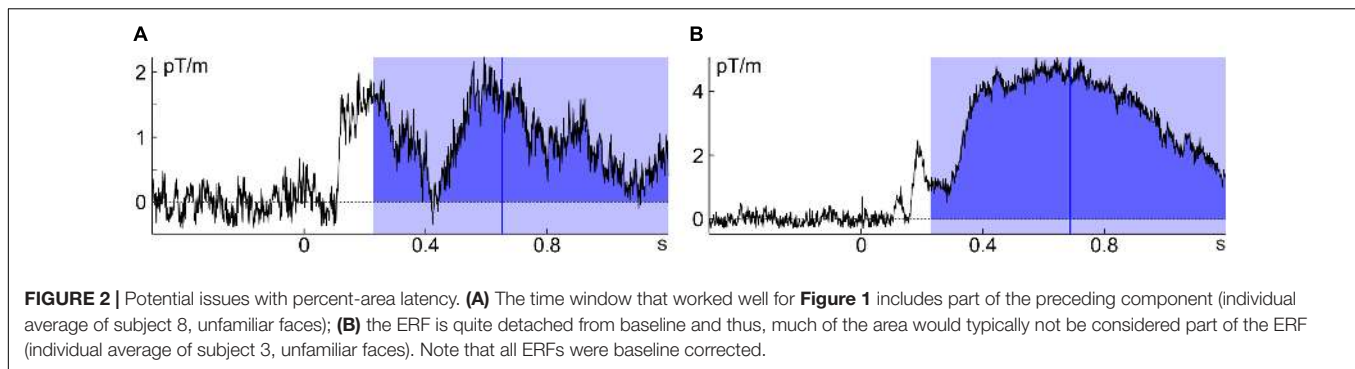 A
B
pT/m
2
1
0
0
0.4
0.8
s
pT/m
4
2
0
0
0.4
0.8
s
FIGURE 2 | Potential issues with percent-area latency. (A) The time window that worked well for Figure 1 includes part of the preceding component (individual
average of subject 8, unfamiliar faces); (B) the ERF is quite detached from baseline and thus, much of the area would typically not be considered part of the ERF
(individual average of subject 3, unfamiliar faces). Note that all ERFs were baseline corrected.